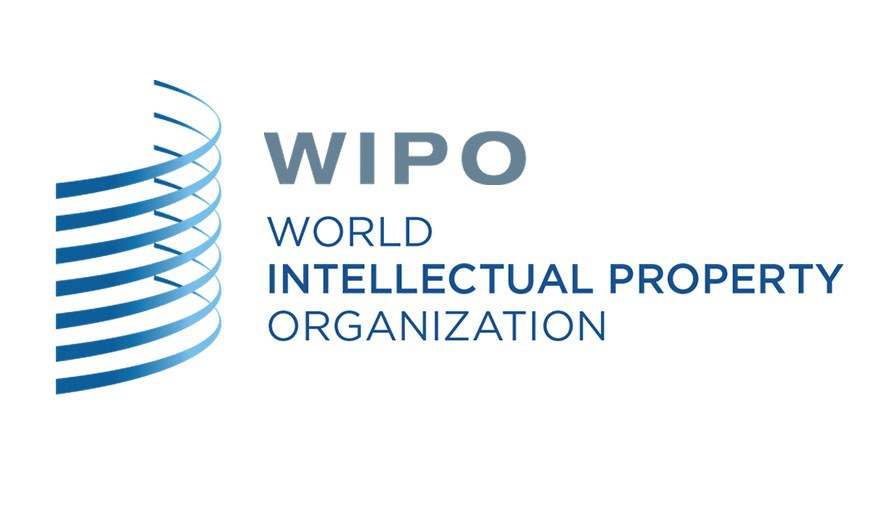 WIPO
WORLD
INTELLECTUAL PROPERTY
ORGANIZATION